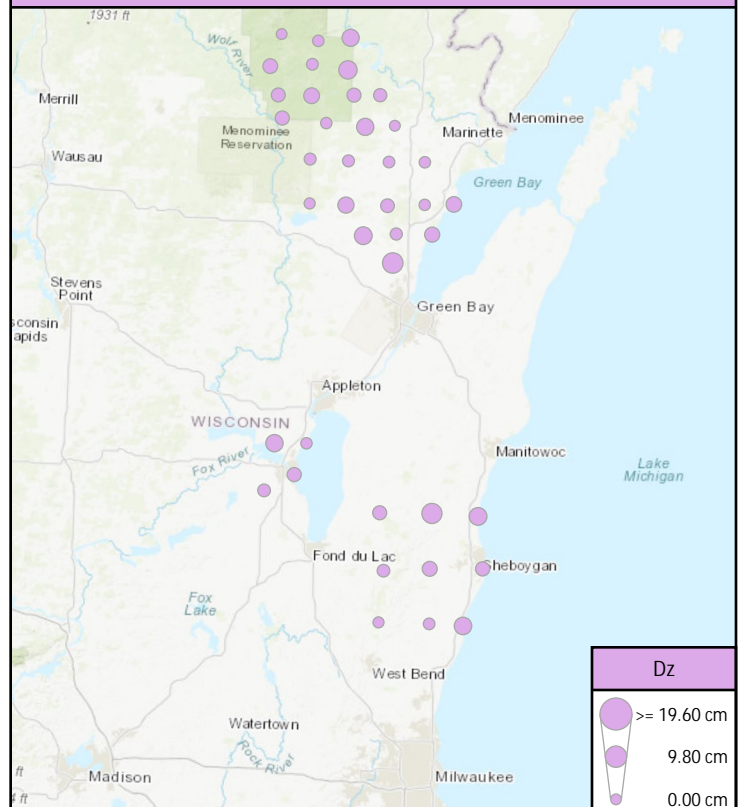 1931 ft
Wolf
River
Merrill
Menominee
Marinette
Menominee
Reservation
Wausau
Green Bay
Stevens
Point
sconsin
apids
Green Bay
Appleton
WISCONSIN
Fox River
Manitowoc
Lake
Michigan
Fond du Lac
Sheboygan
Fox
Lake
West Bend
Watertown
Rock River
ft
Madison
Milwaukee
Dz
>= 19.60 cm
9.80 cm
0.00 cm